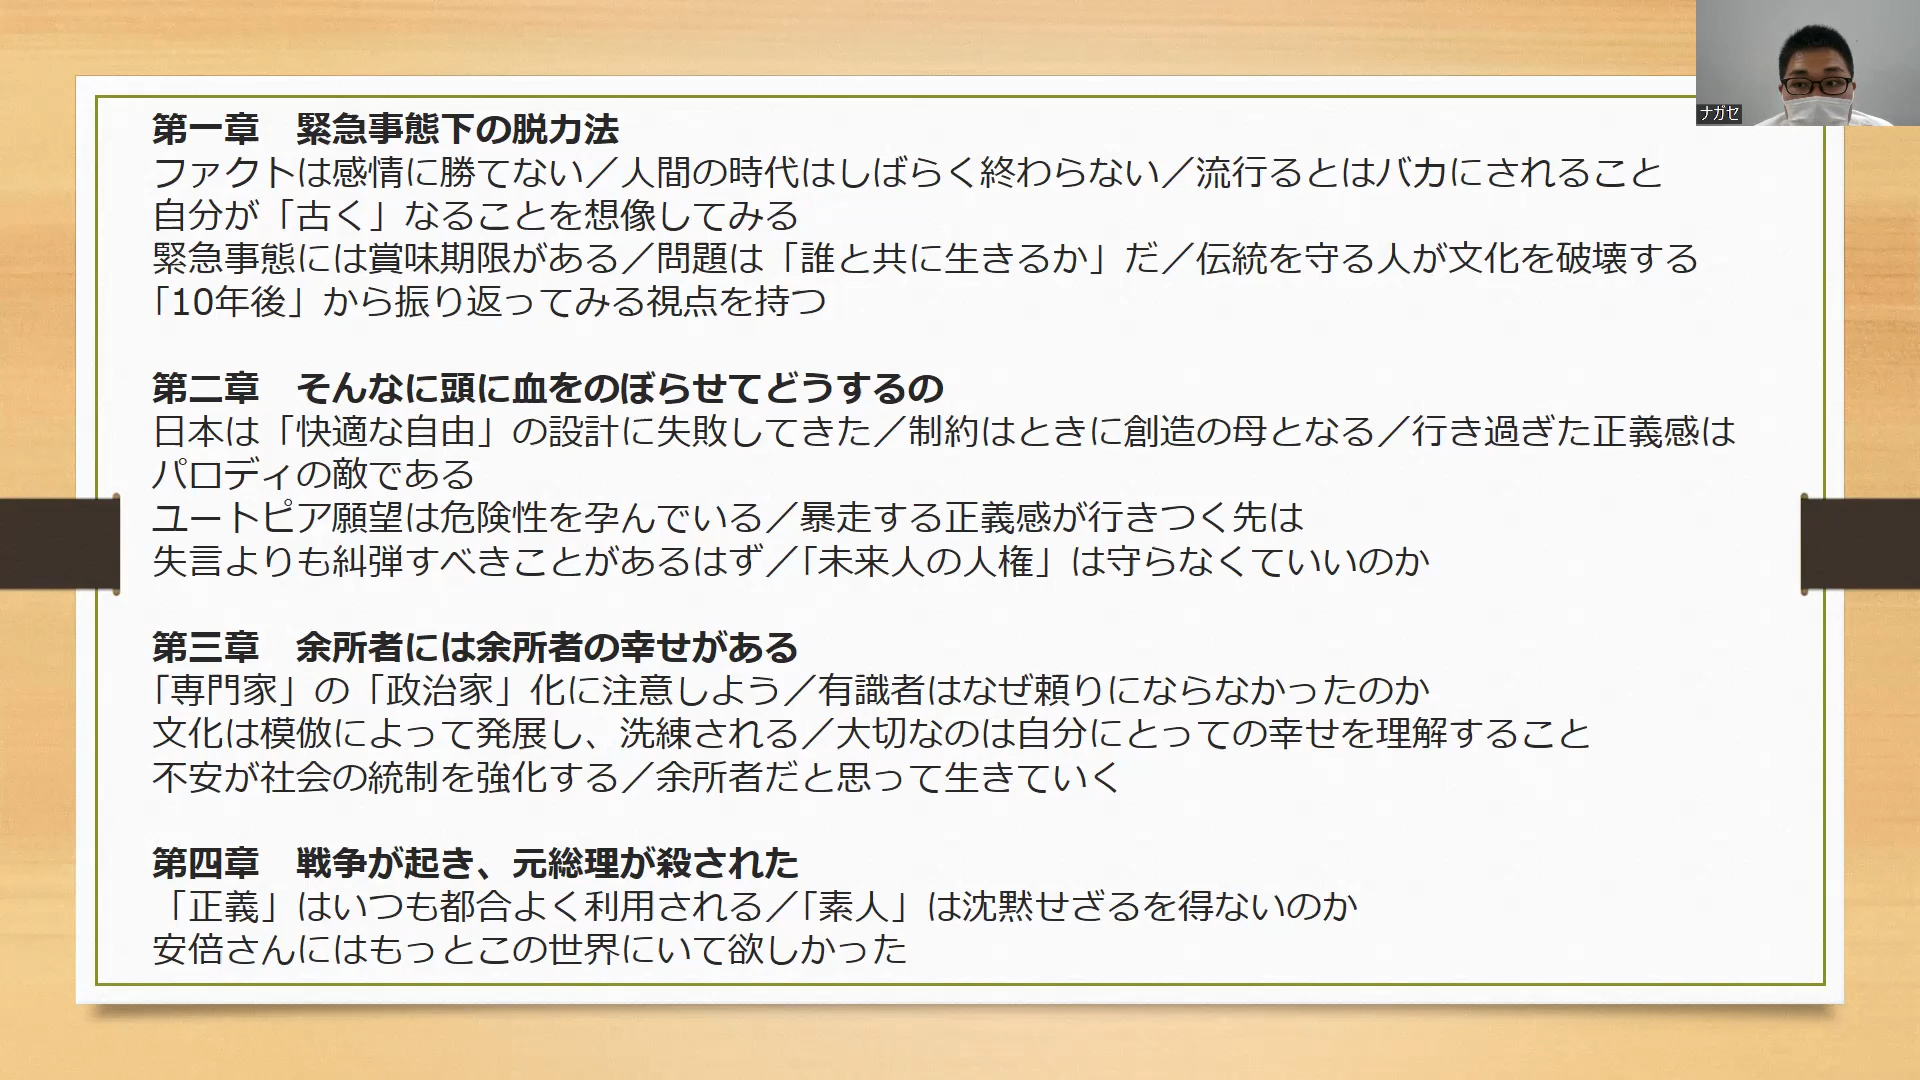 第一章　緊急事態下の脱力法
ファクトは感情に勝てない／人間の時代はしばらく終わらない／流行るとはバカにされること
自分が「古く」なることを想像してみる
緊急事態には賞味期限がある／問題は「誰と共に生きるか」だ／伝統を守る人が文化を破壊する
「10年後」から振り返ってみる視点を持つ
第二章　そんなに頭に血をのぼらせてどうするの
日本は「快適な自由」の設計に失敗してきた／制約はときに創造の母となる／行き過ぎた正義感は
パロディの敵である
ユートピア願望は危険性を孕んでいる／暴走する正義感が行きつく先は
失言よりも糾弾すべきことがあるはず／「未来人の人権」は守らなくていいのか
第三章　余所者には余所者の幸せがある
「専門家」の「政治家」化に注意しよう／有識者はなぜ頼りにならなかったのか
文化は模倣によって発展し、洗練される／大切なのは自分にとっての幸せを理解すること
不安が社会の統制を強化する／余所者だと思って生きていく
第四章　戦争が起き、元総理が殺された
「正義」はいつも都合よく利用される／「素人」は沈黙せざるを得ないのか
安倍さんにはもっとこの世界にいて欲しかった
ナガセ